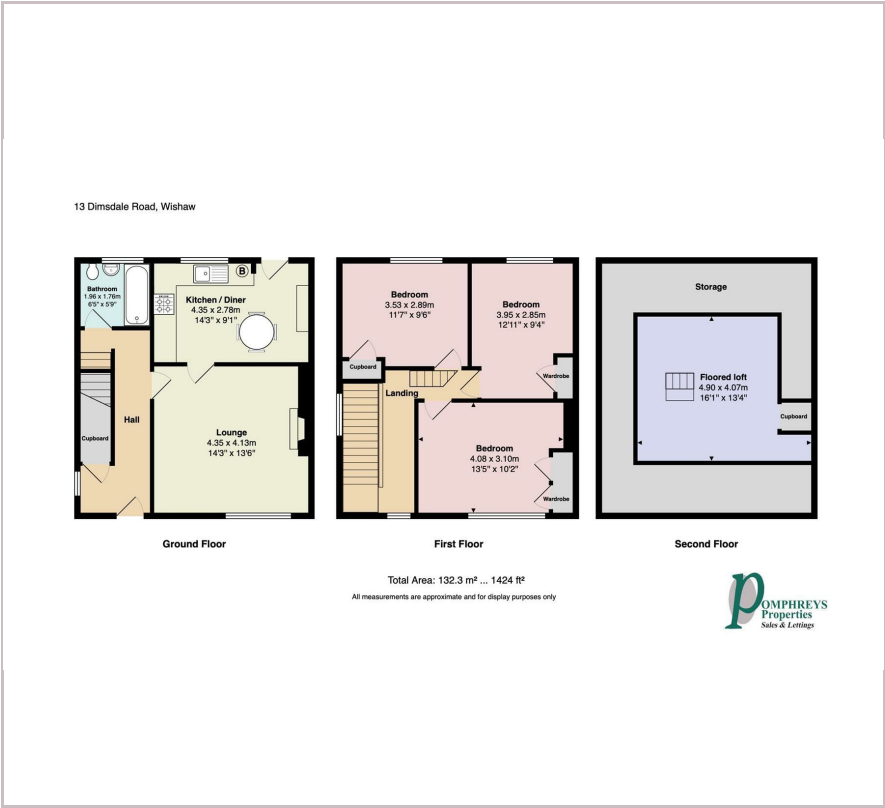 13 Dimsdale Road, Wishaw
Bathroom
1.96 x 1.76m
6'5" x 5'9"
B
Kitchen / Diner
4.35 x 2.78m
14'3" x 9'1"
Hall
Cupboard
Lounge
4.35 x 4.13m
14'3" x 13'6"
Ground Floor
Bedroom
3.53 x 2.89m
11'7" x 9'6"
Bedroom
3.95 x 2.85m
12'11" x 9'4"
Cupboard
Wardrobe
Landing
Bedroom
4.08 x 3.10m
13'5" x 10'2"
Wardrobe
First Floor
Storage
Floored loft
4.90 x 4.07m
16'1" x 13'4"
Cupboard
Second Floor
Total Area: 132.3 m² ... 1424 ft²
All measurements are approximate and for display purposes only
POMPHREYS
Properties
Sales & Lettings